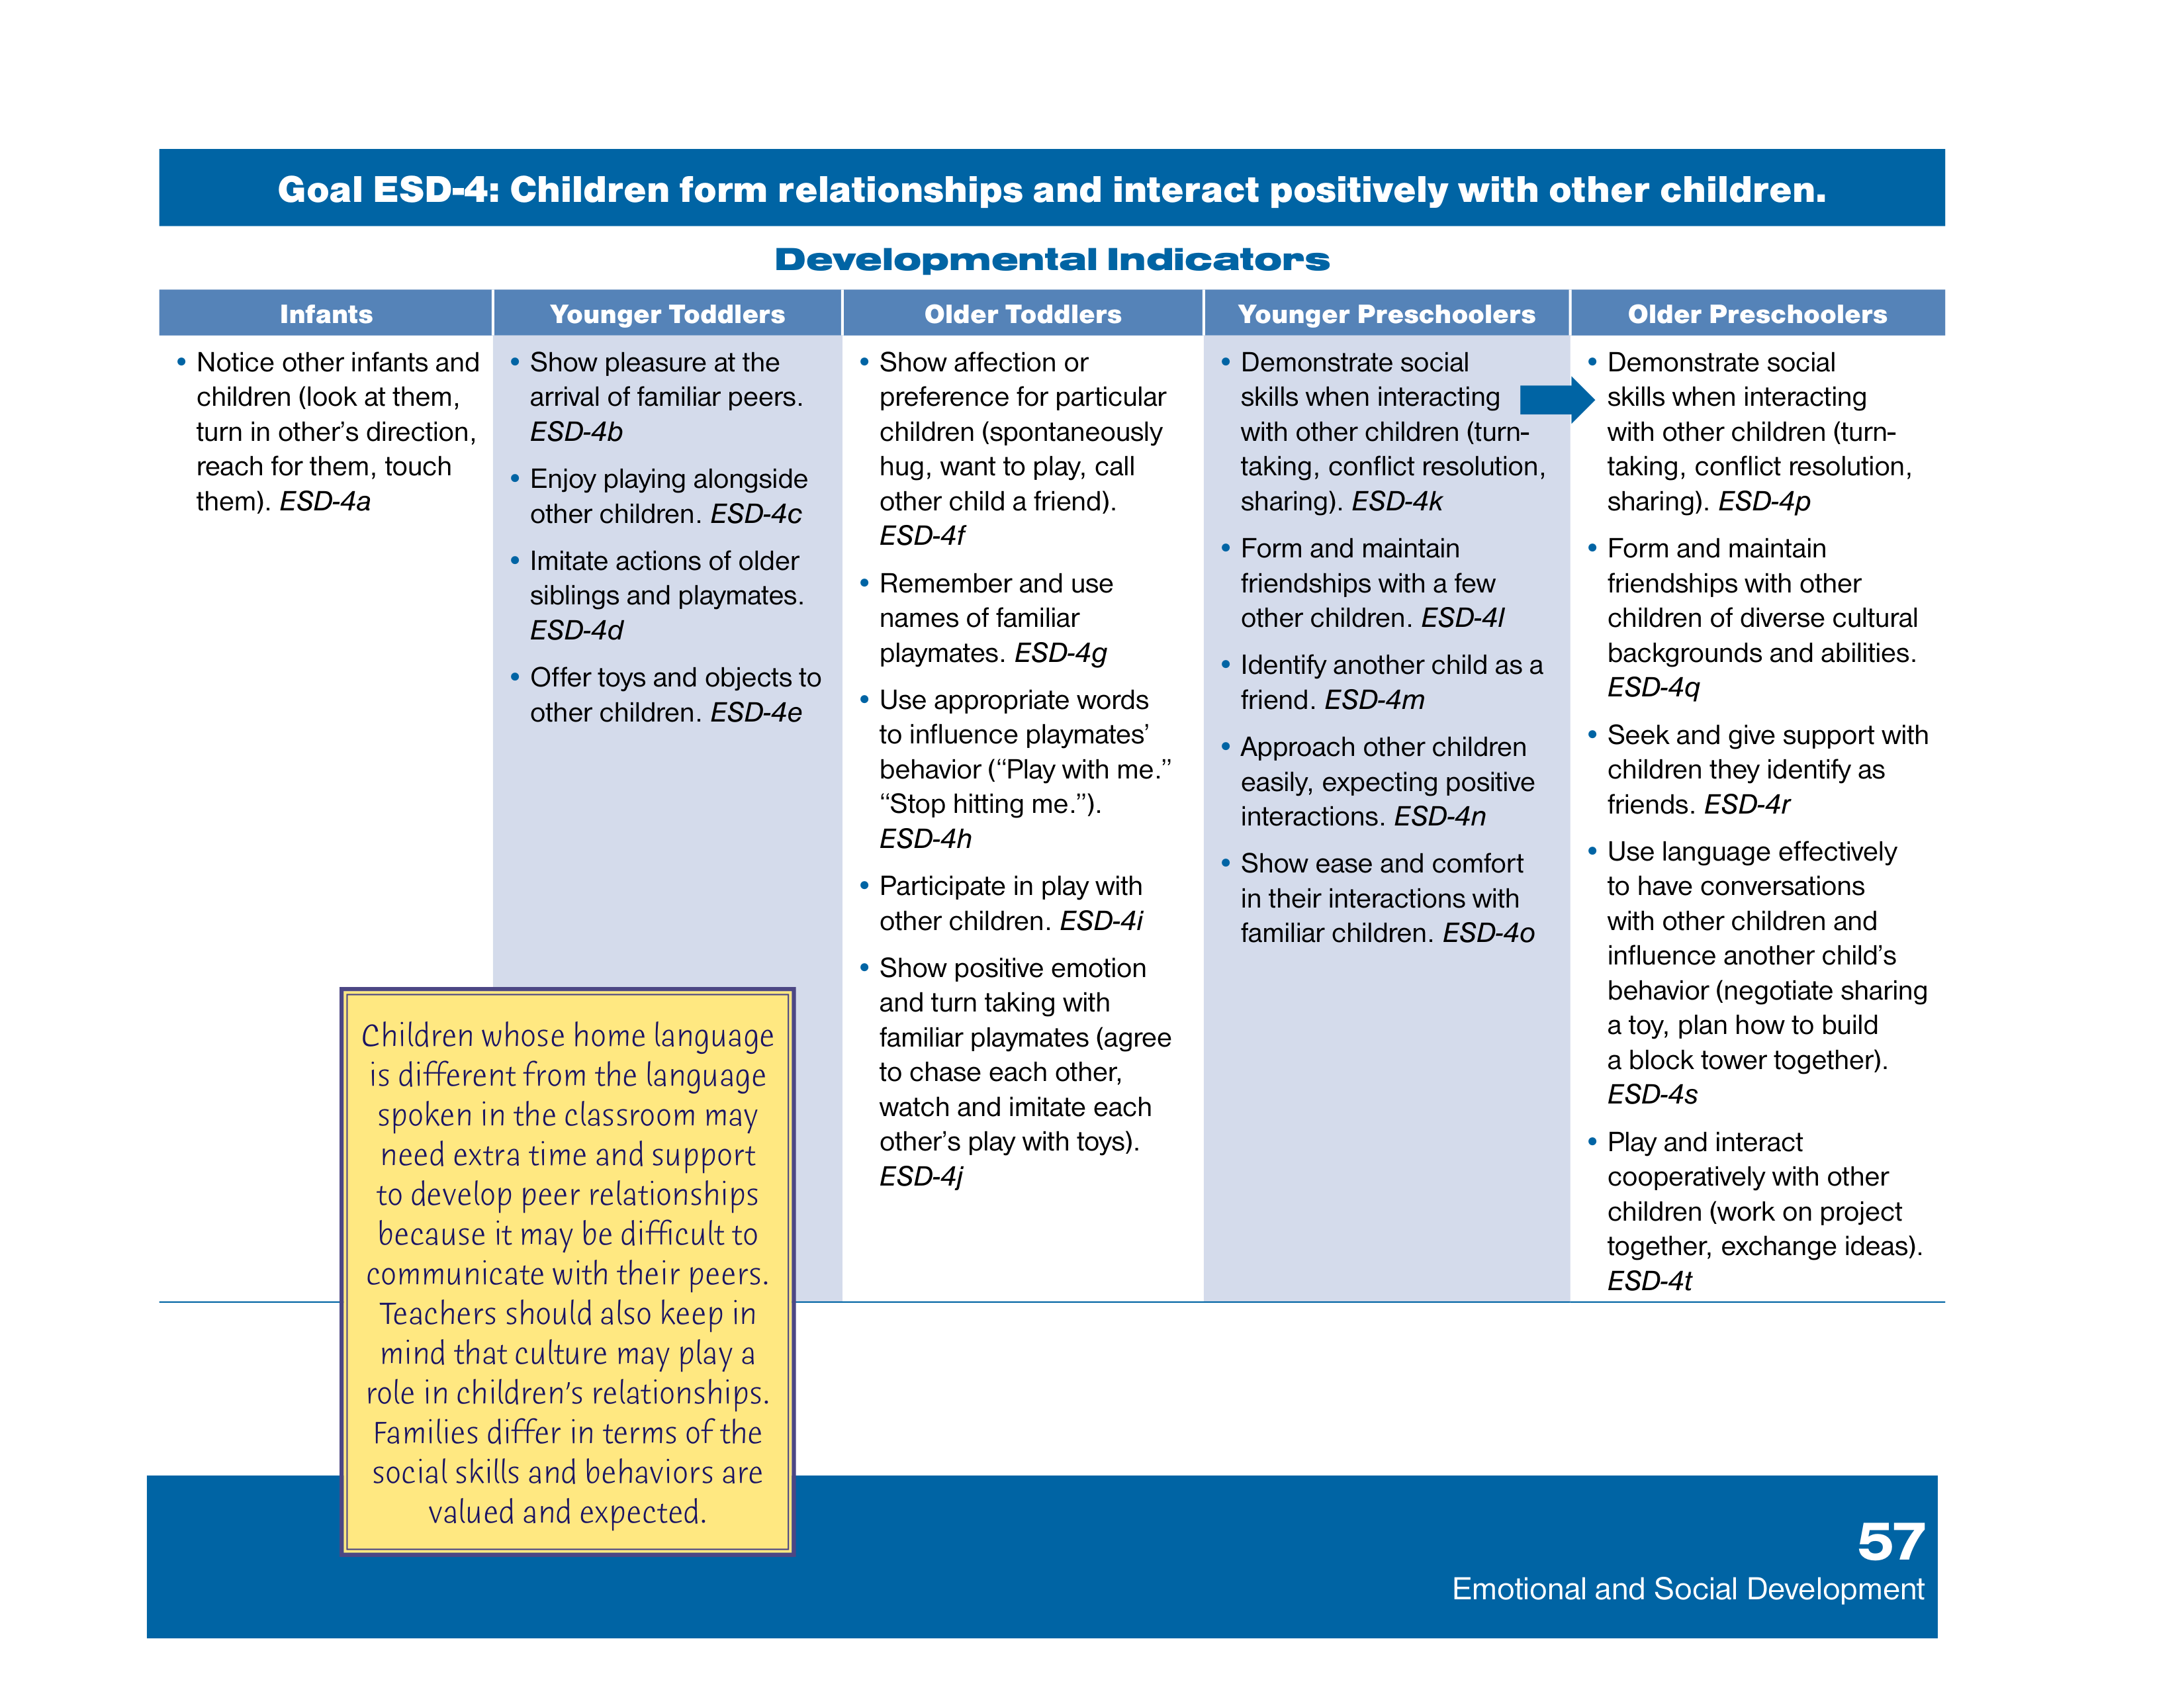 Goal ESD-4: Children form relationships and interact positively with other children.
Developmental Indicators
Infants
• Notice other infants and
children (look at them,
turn in other’s direction,
reach for them, touch
them). ESD-4a
Younger Toddlers
• Show pleasure at the
arrival of familiar peers.
ESD-4b
• Enjoy playing alongside
other children. ESD-4c
• Imitate actions of older
siblings and playmates.
ESD-4d
• Offer toys and objects to
other children. ESD-4e
Older Toddlers
• Show affection or
preference for particular
children (spontaneously
hug, want to play, call
other child a friend).
ESD-4f
• Remember and use
names of familiar
playmates. ESD-4g
• Use appropriate words
to influence playmates’
behavior (“Play with me.”
“Stop hitting me.”).
ESD-4h
• Participate in play with
other children. ESD-4i
• Show positive emotion
and turn taking with
familiar playmates (agree
to chase each other,
watch and imitate each
other’s play with toys).
ESD-4j
Younger Preschoolers
• Demonstrate social
skills when interacting
with other children (turn-
taking, conflict resolution,
sharing). ESD-4k
• Form and maintain
friendships with a few
other children. ESD-4l
• Identify another child as a
friend. ESD-4m
• Approach other children
easily, expecting positive
interactions. ESD-4n
• Show ease and comfort
in their interactions with
familiar children. ESD-4o
Older Preschoolers
• Demonstrate social
skills when interacting
with other children (turn-
taking, conflict resolution,
sharing). ESD-4p
• Form and maintain
friendships with other
children of diverse cultural
backgrounds and abilities.
ESD-4q
• Seek and give support with
children they identify as
friends. ESD-4r
• Use language effectively
to have conversations
with other children and
influence another child’s
behavior (negotiate sharing
a toy, plan how to build
a block tower together).
ESD-4s
• Play and interact
cooperatively with other
children (work on project
together, exchange ideas).
ESD-4t
Children whose home language
is different from the language
spoken in the classroom may
need extra time and support
to develop peer relationships
because it may be difficult to
communicate with their peers.
Teachers should also keep in
mind that culture may play a
role in children’s relationships.
Families differ in terms of the
social skills and behaviors are
valued and expected.
57
Emotional and Social Development